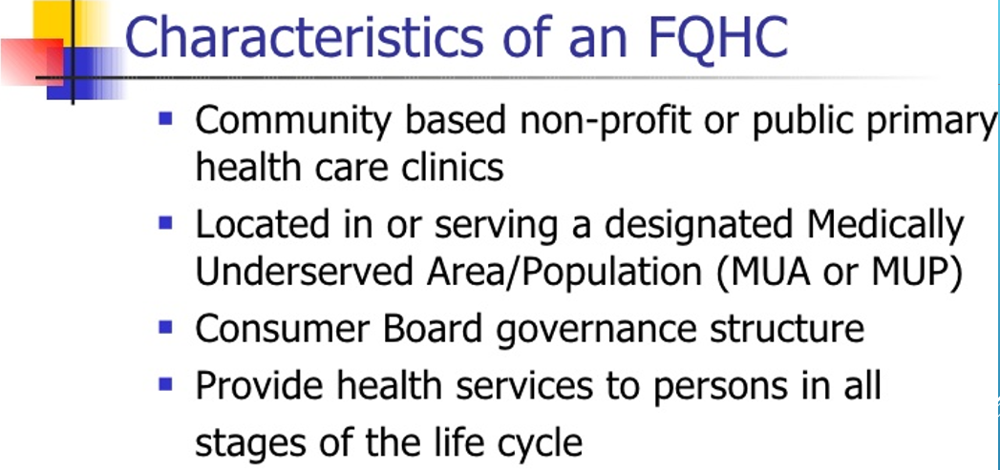 Characteristics of an FQHC
Community based non-profit or public primary
health care clinics
Located in or serving a designated Medically
Underserved Area/Population (MUA or MUP)
Consumer Board governance structure
Provide health services to persons in all
stages of the life cycle